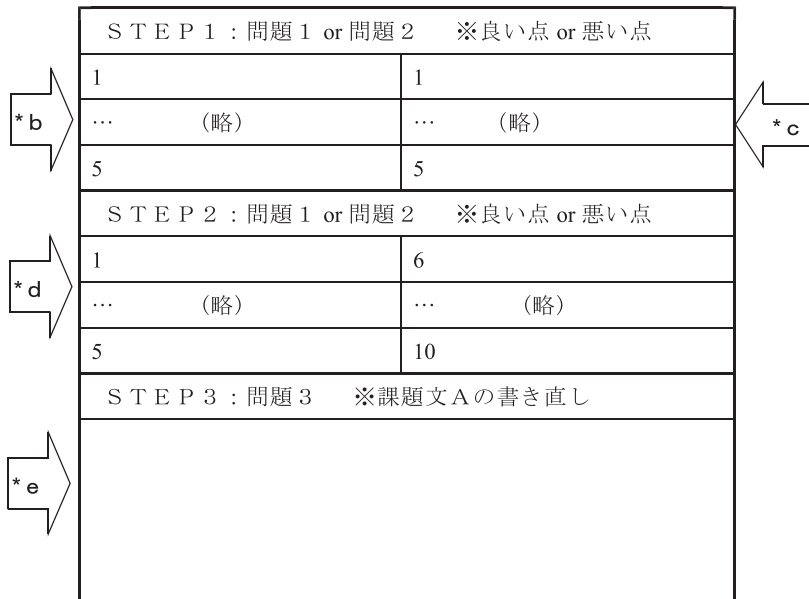 STEP1：問題1 or 問題2　※良い点 or 悪い点
1　1
*b　…　（略）　…　（略）　*c
5　5
STEP2：問題1 or 問題2　※良い点 or 悪い点
1　6
*d　…　（略）　…　（略）
5　10
STEP3：問題3　※課題文Aの書き直し
*e